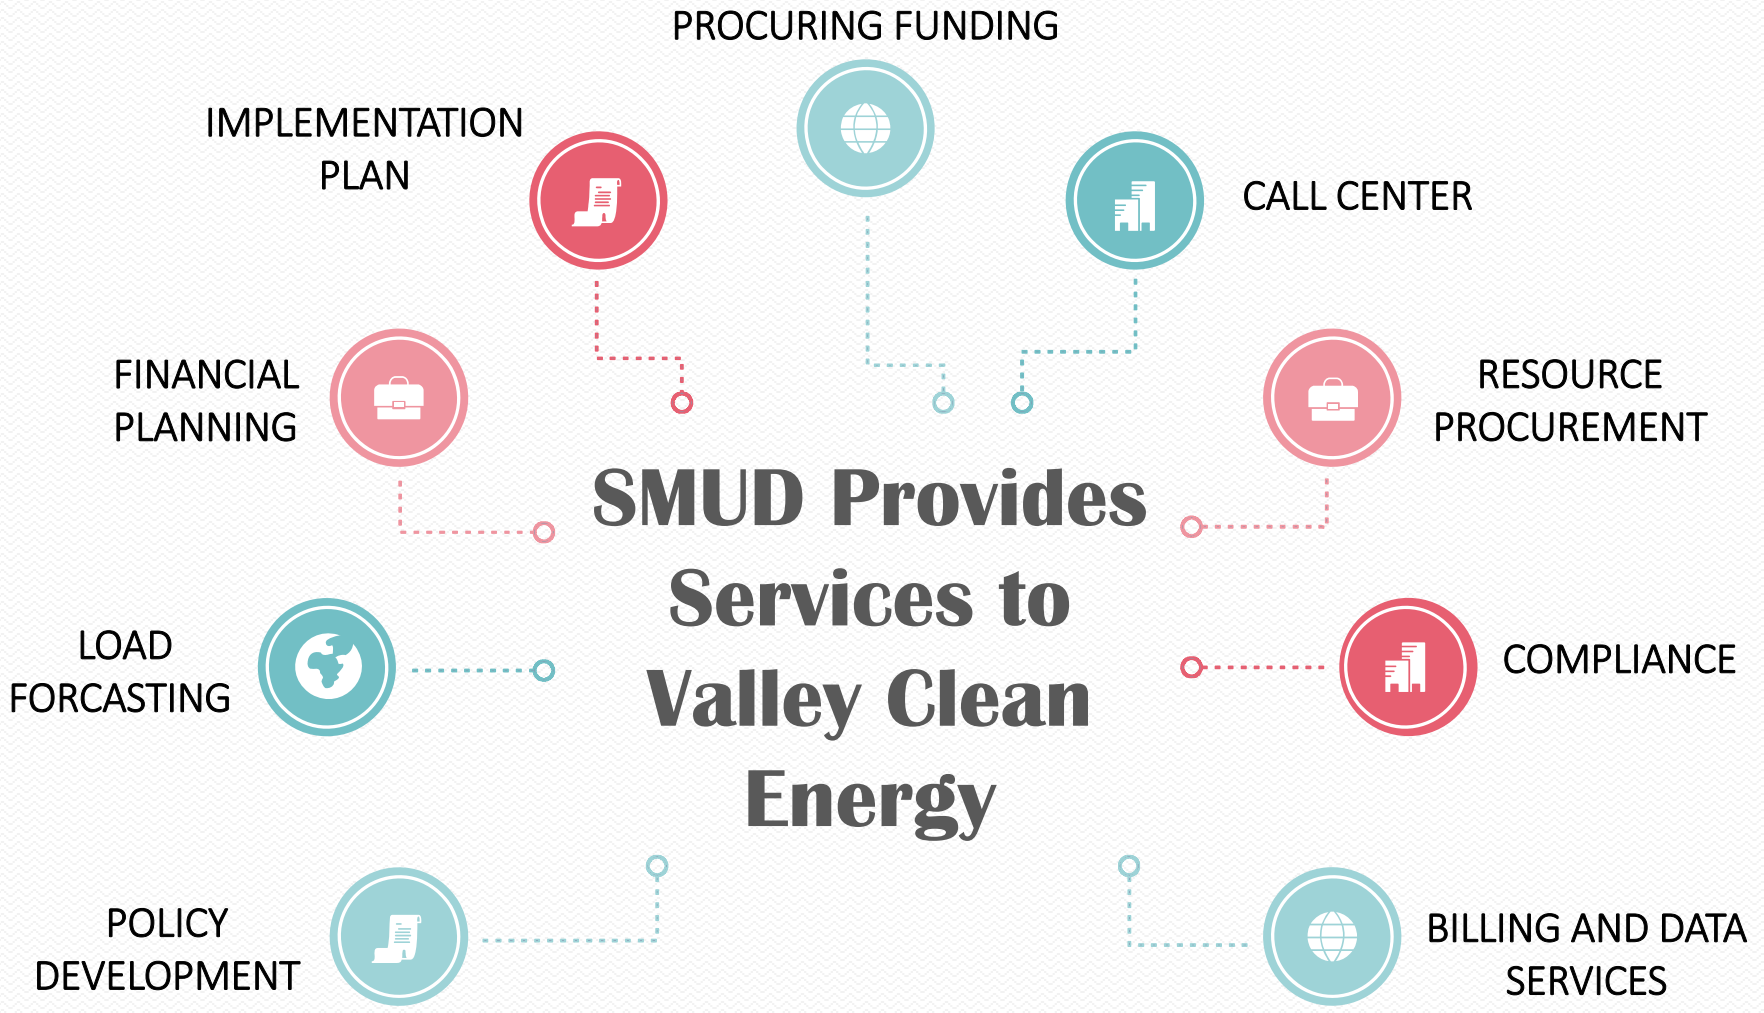 PROCURING FUNDING
IMPLEMENTATION
PLAN
CALL CENTER
FINANCIAL
PLANNING
RESOURCE
PROCUREMENT
SMUD Provides
Services to
Valley Clean
Energy
LOAD
FORCASTING
COMPLIANCE
POLICY
DEVELOPMENT
BILLING AND DATA
SERVICES